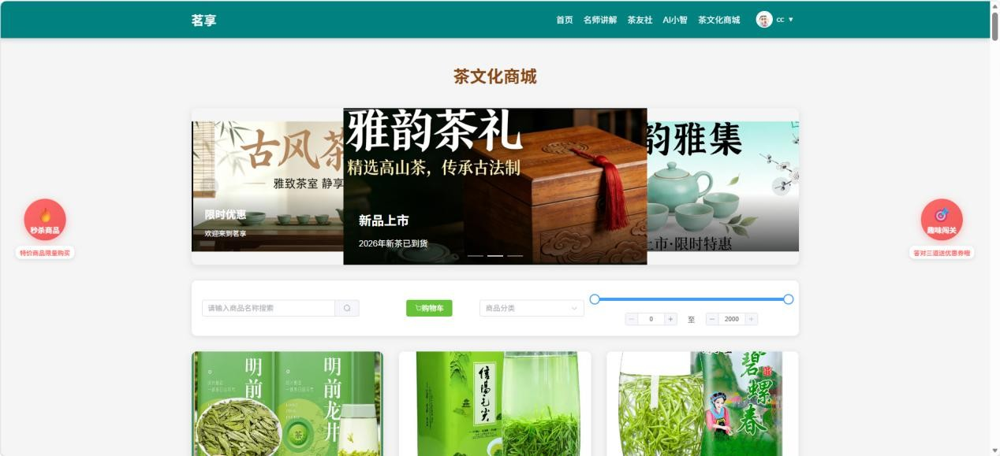 茗享
首页 名师讲解 茶友社 AI小智 茶文化商城 cc ▼
茶文化商城
古风茶
雅致茶室 静享
限时优惠
欢迎来到茗享
雅韵茶礼
精选高山茶，传承古法制
新品上市
2026年新茶已到货
韵雅集
上市·限时特惠
秒杀商品
特价商品限量购买
趣味闯关
答对三道送优惠券哦
请输入商品名称搜索
购物车
商品分类
0 至 2000
明前
明前龙井
茶
信阳毛尖
碧螺春